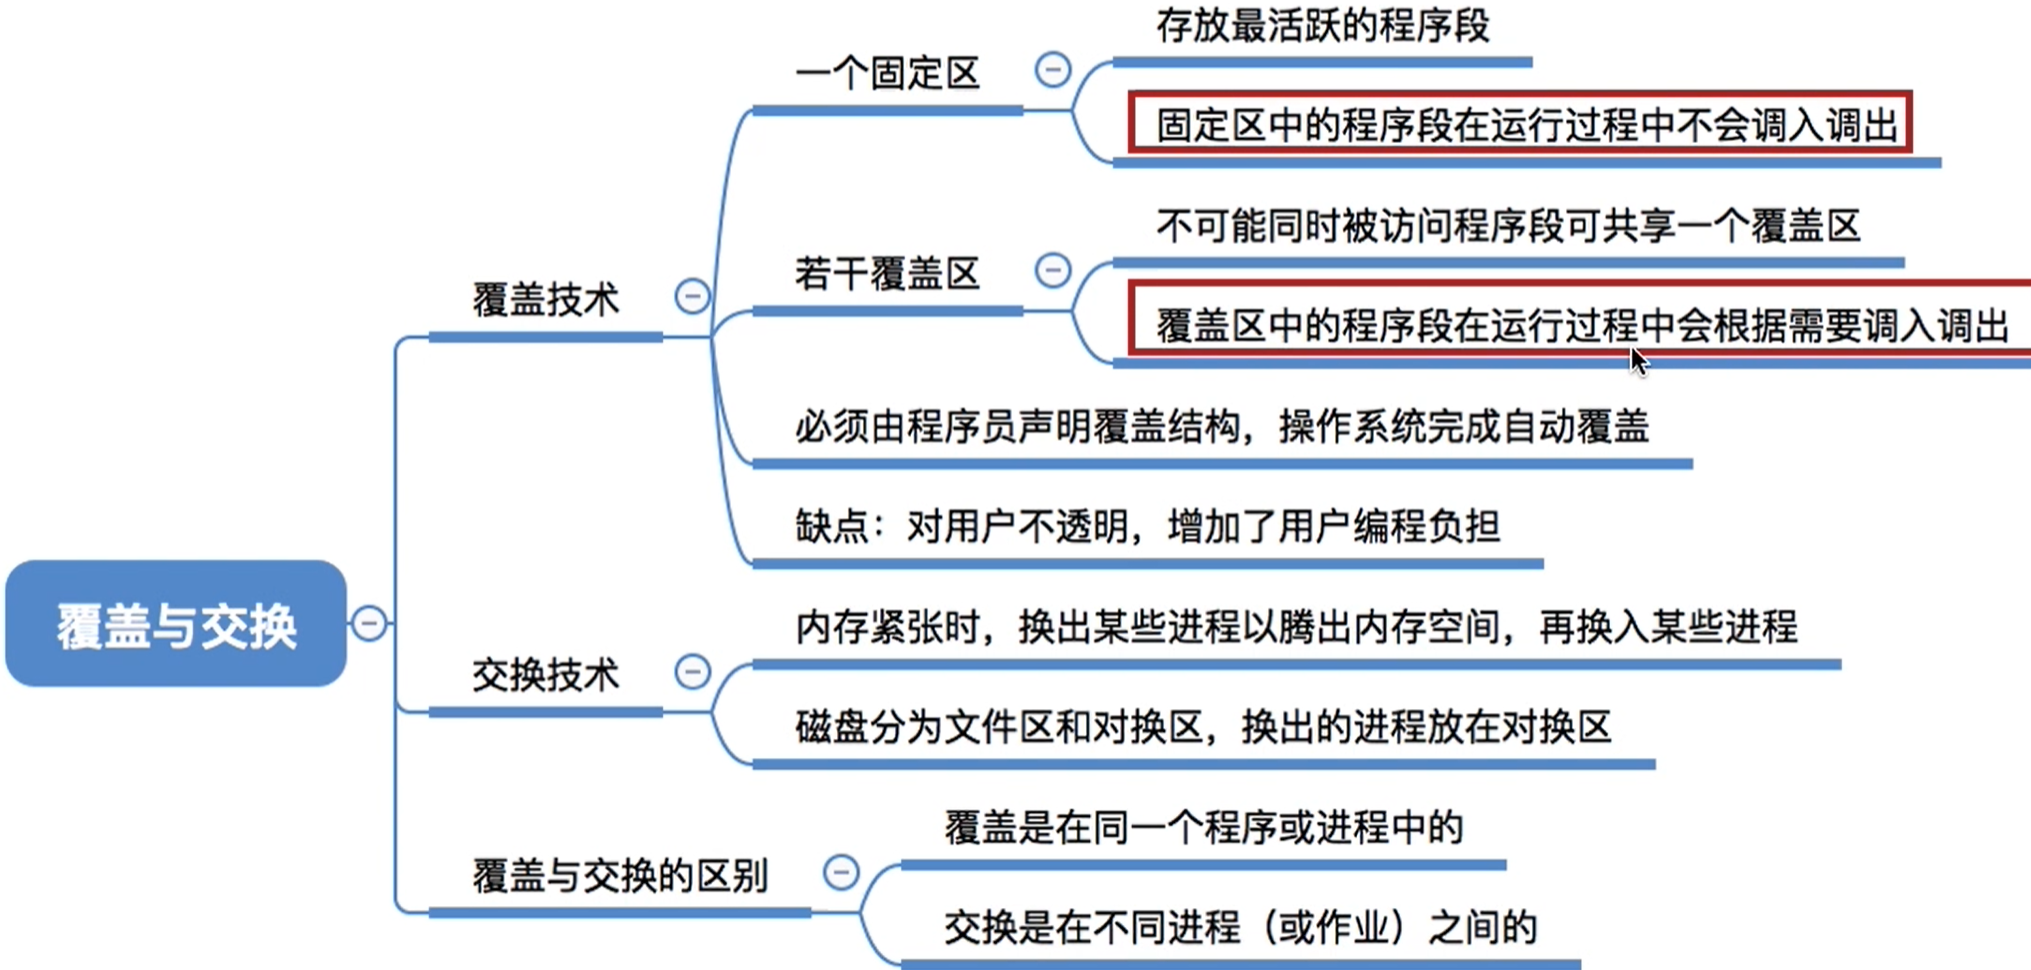 存放最活跃的程序段
一个固定区
固定区中的程序段在运行过程中不会调入调出
不可能同时被访问程序段可共享一个覆盖区
若干覆盖区
覆盖技术
覆盖区中的程序段在运行过程中会根据需要调入调出
必须由程序员声明覆盖结构，操作系统完成自动覆盖
缺点：对用户不透明，增加了用户编程负担
覆盖与交换
内存紧张时，换出某些进程以腾出内存空间，再换入某些进程
交换技术
磁盘分为文件区和对换区，换出的进程放在对换区
覆盖是在同一个程序或进程中的
覆盖与交换的区别
交换是在不同进程（或作业）之间的